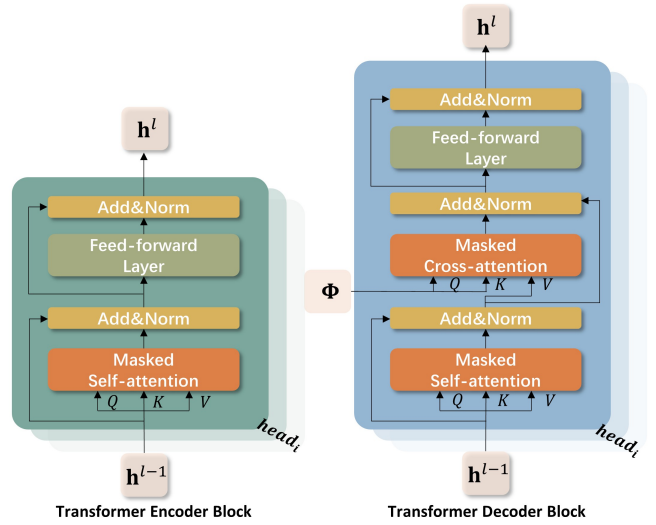 h^l
Add&Norm
Feed-forward
Layer
Add&Norm
Masked
Self-attention
Q K V
head_i
h^{l-1}
Transformer Encoder Block
h^l
Add&Norm
Feed-forward
Layer
Add&Norm
Masked
Cross-attention
Φ
Q K V
Add&Norm
Masked
Self-attention
Q K V
head_i
h^{l-1}
Transformer Decoder Block